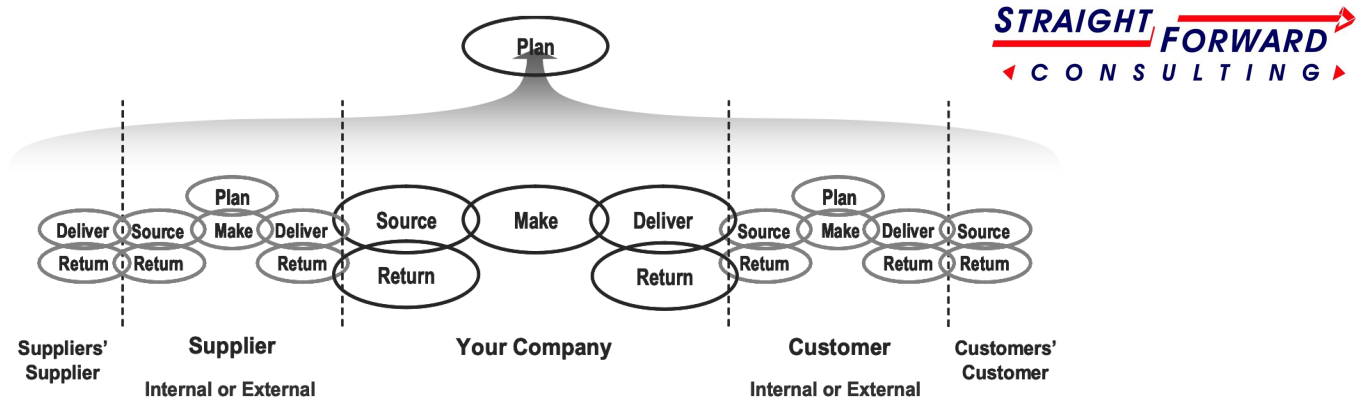 STRAIGHT FORWARD
CONSULTING
Plan
Plan
Plan
Deliver Source Make Deliver Source Make Deliver Source Make Deliver Source
Return Return Return Return Return Return Return Return
Suppliers' Supplier Your Company Customer Customers'
Supplier Customer
Internal or External Internal or External